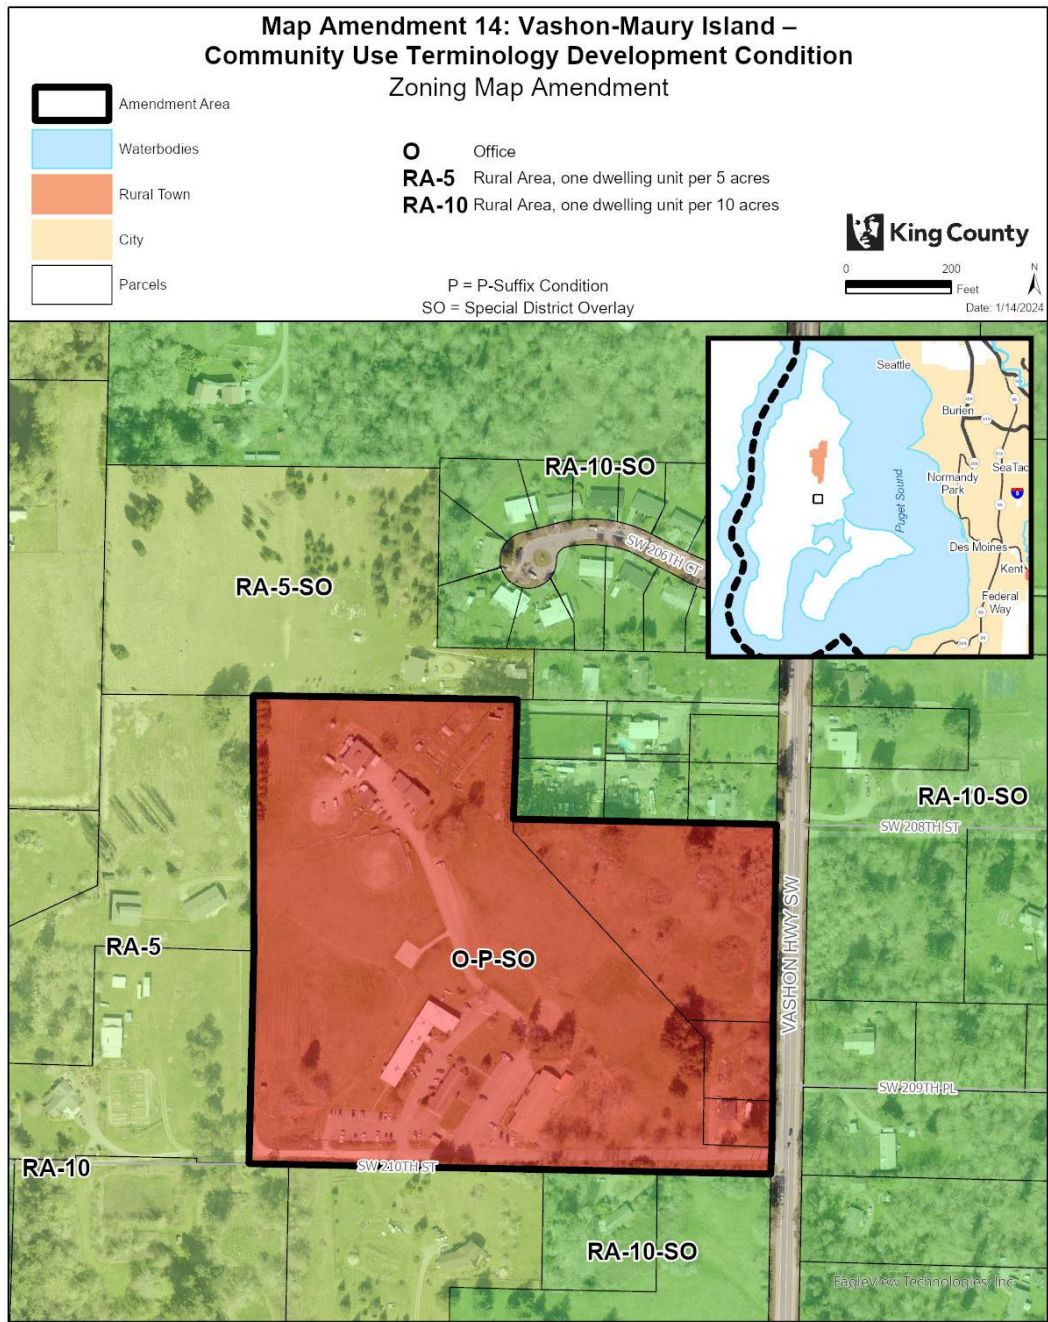 Map Amendment 14: Vashon-Maury Island –
Community Use Terminology Development Condition
Zoning Map Amendment
Amendment Area
Waterbodies
Rural Town
City
Parcels
O Office
RA-5 Rural Area, one dwelling unit per 5 acres
RA-10 Rural Area, one dwelling unit per 10 acres
P = P-Suffix Condition
SO = Special District Overlay
King County
0 200
Feet
N
Date: 1/14/2024
Seattle
Burien
Normandy
Park
SeaTac
Puget Sound
Des Moines
Kent
Federal
Way
5
RA-10-SO
SW 206TH CT
RA-5-SO
RA-10-SO
SW 208TH ST
VASHON HWY SW
RA-5
O-P-SO
SW 209TH PL
RA-10
SW 210TH ST
RA-10-SO
EagleView Technologies, Inc